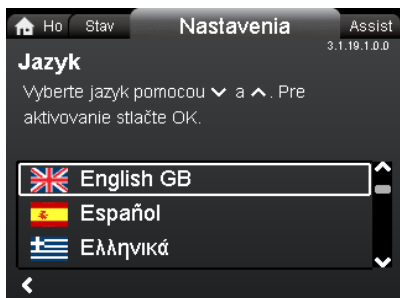 Ho Stav Nastavenia Assist
3.1.19.1.0.0
Jazyk
Vyberte jazyk pomocou a . Pre
aktivovanie stlačte OK.
English GB
Español
Ελληνικά